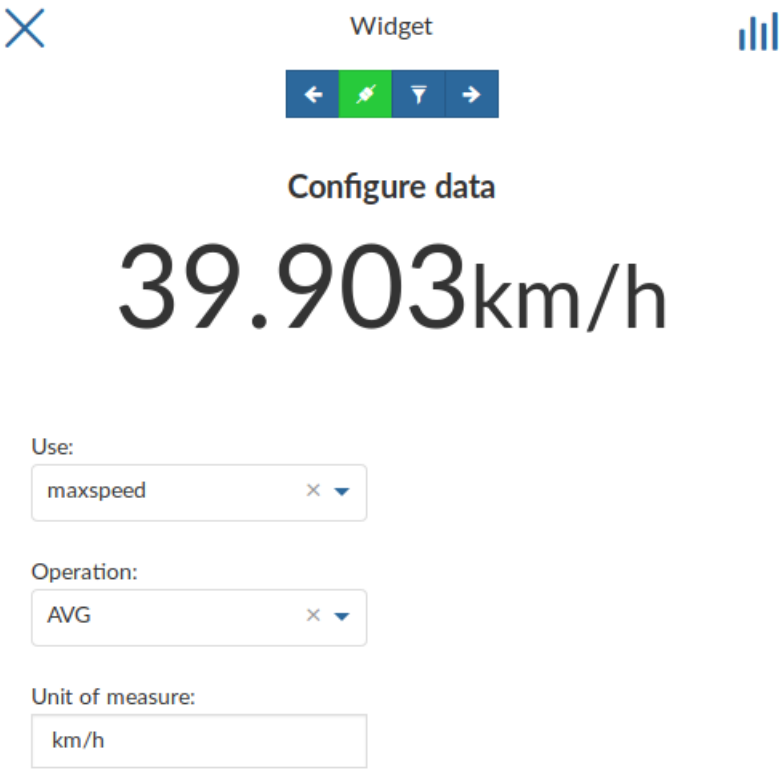 Widget
Configure data
39.903km/h
Use:
maxspeed
Operation:
AVG
Unit of measure:
km/h